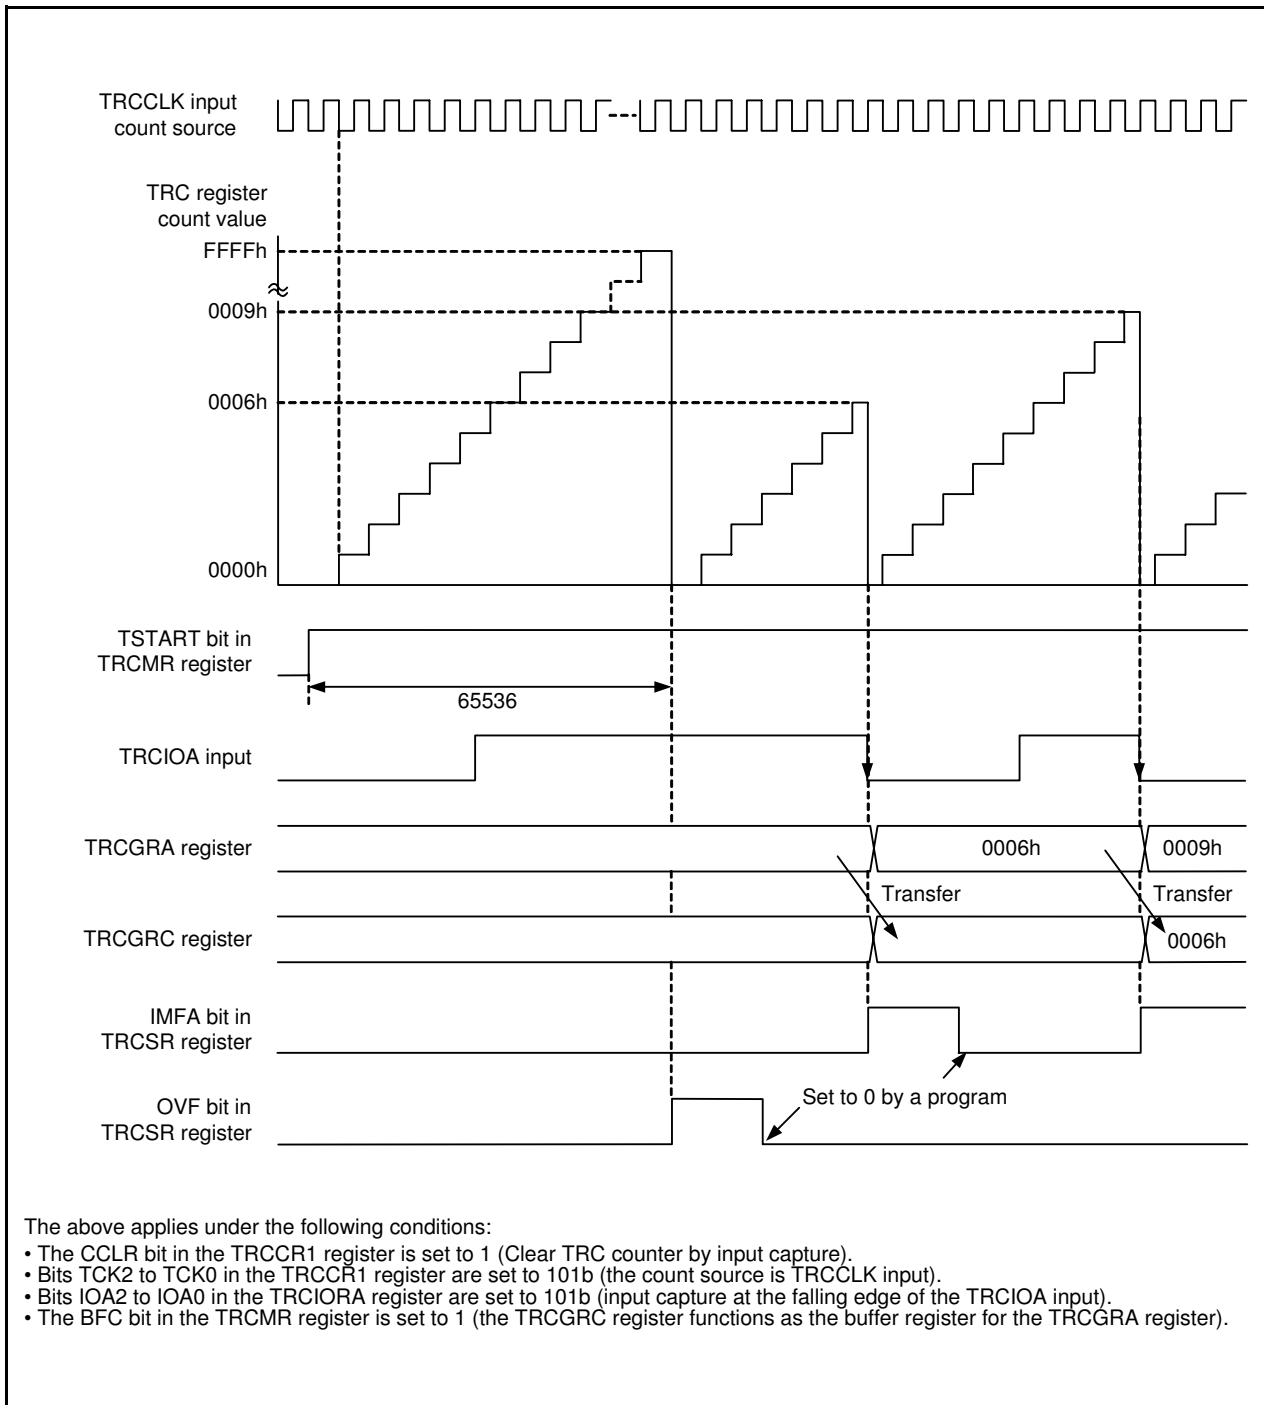 TRCCLK input
count source
TRC register
count value
FFFFh
0009h
0006h
0000h
TSTART bit in
TRCMR register
65536
TRCIOA input
TRCGRA register
0006h
0009h
Transfer
Transfer
TRCGRC register
0006h
IMFA bit in
TRCSR register
Set to 0 by a program
OVF bit in
TRCSR register
The above applies under the following conditions:
• The CCLR bit in the TRCCR1 register is set to 1 (Clear TRC counter by input capture).
• Bits TCK2 to TCK0 in the TRCCR1 register are set to 101b (the count source is TRCCLK input).
• Bits IOA2 to IOA0 in the TRCIORA register are set to 101b (input capture at the falling edge of the TRCIOA input).
• The BFC bit in the TRCMR register is set to 1 (the TRCGRC register functions as the buffer register for the TRCGRA register).